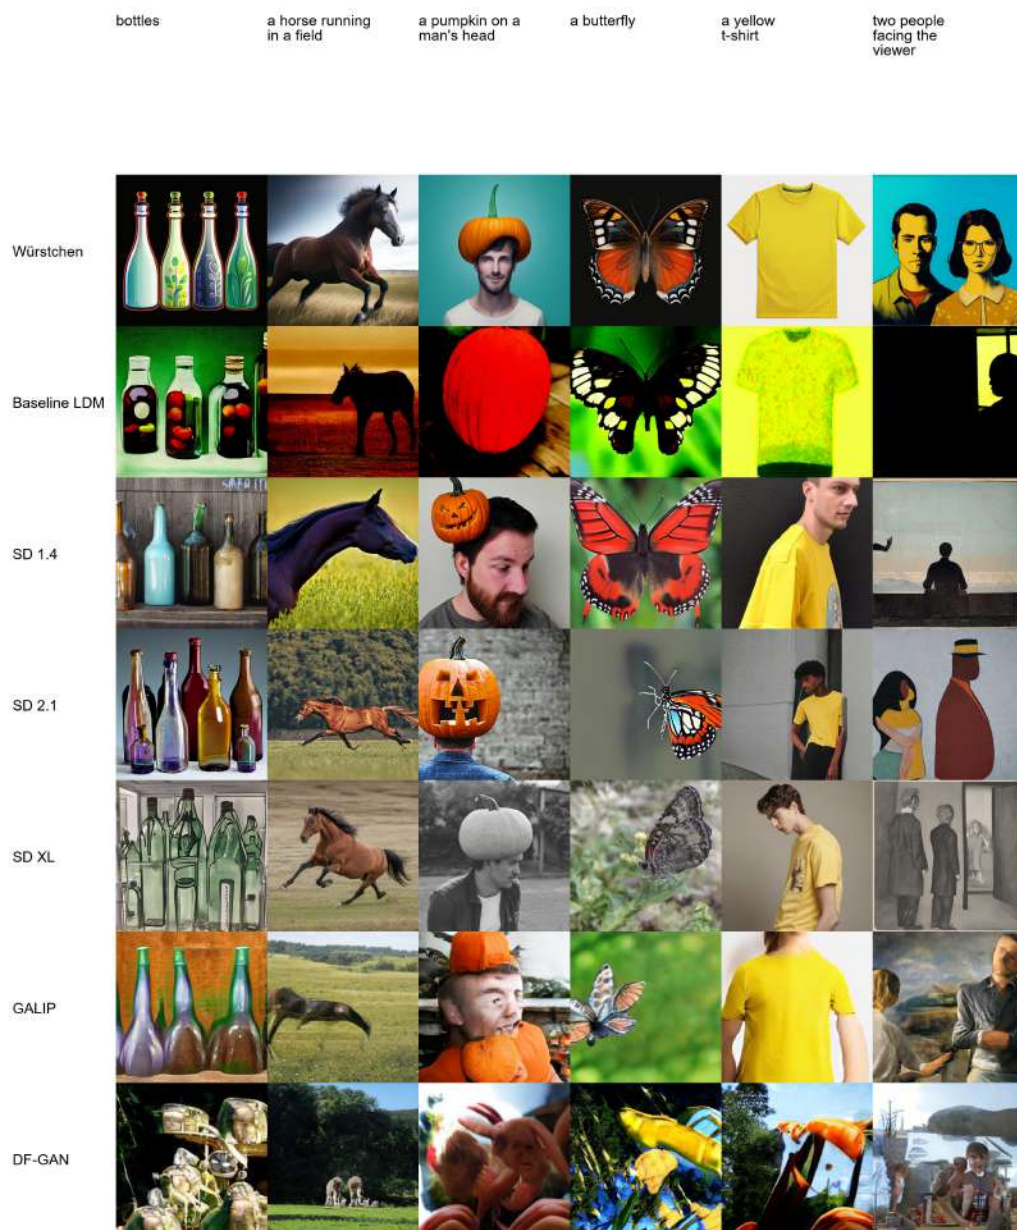 bottles
a horse running
in a field
a pumpkin on a
man's head
a butterfly
a yellow
t-shirt
two people
facing the
viewer
Würstchen
Baseline LDM
SD 1.4
SD 2.1
SD XL
GALIP
DF-GAN